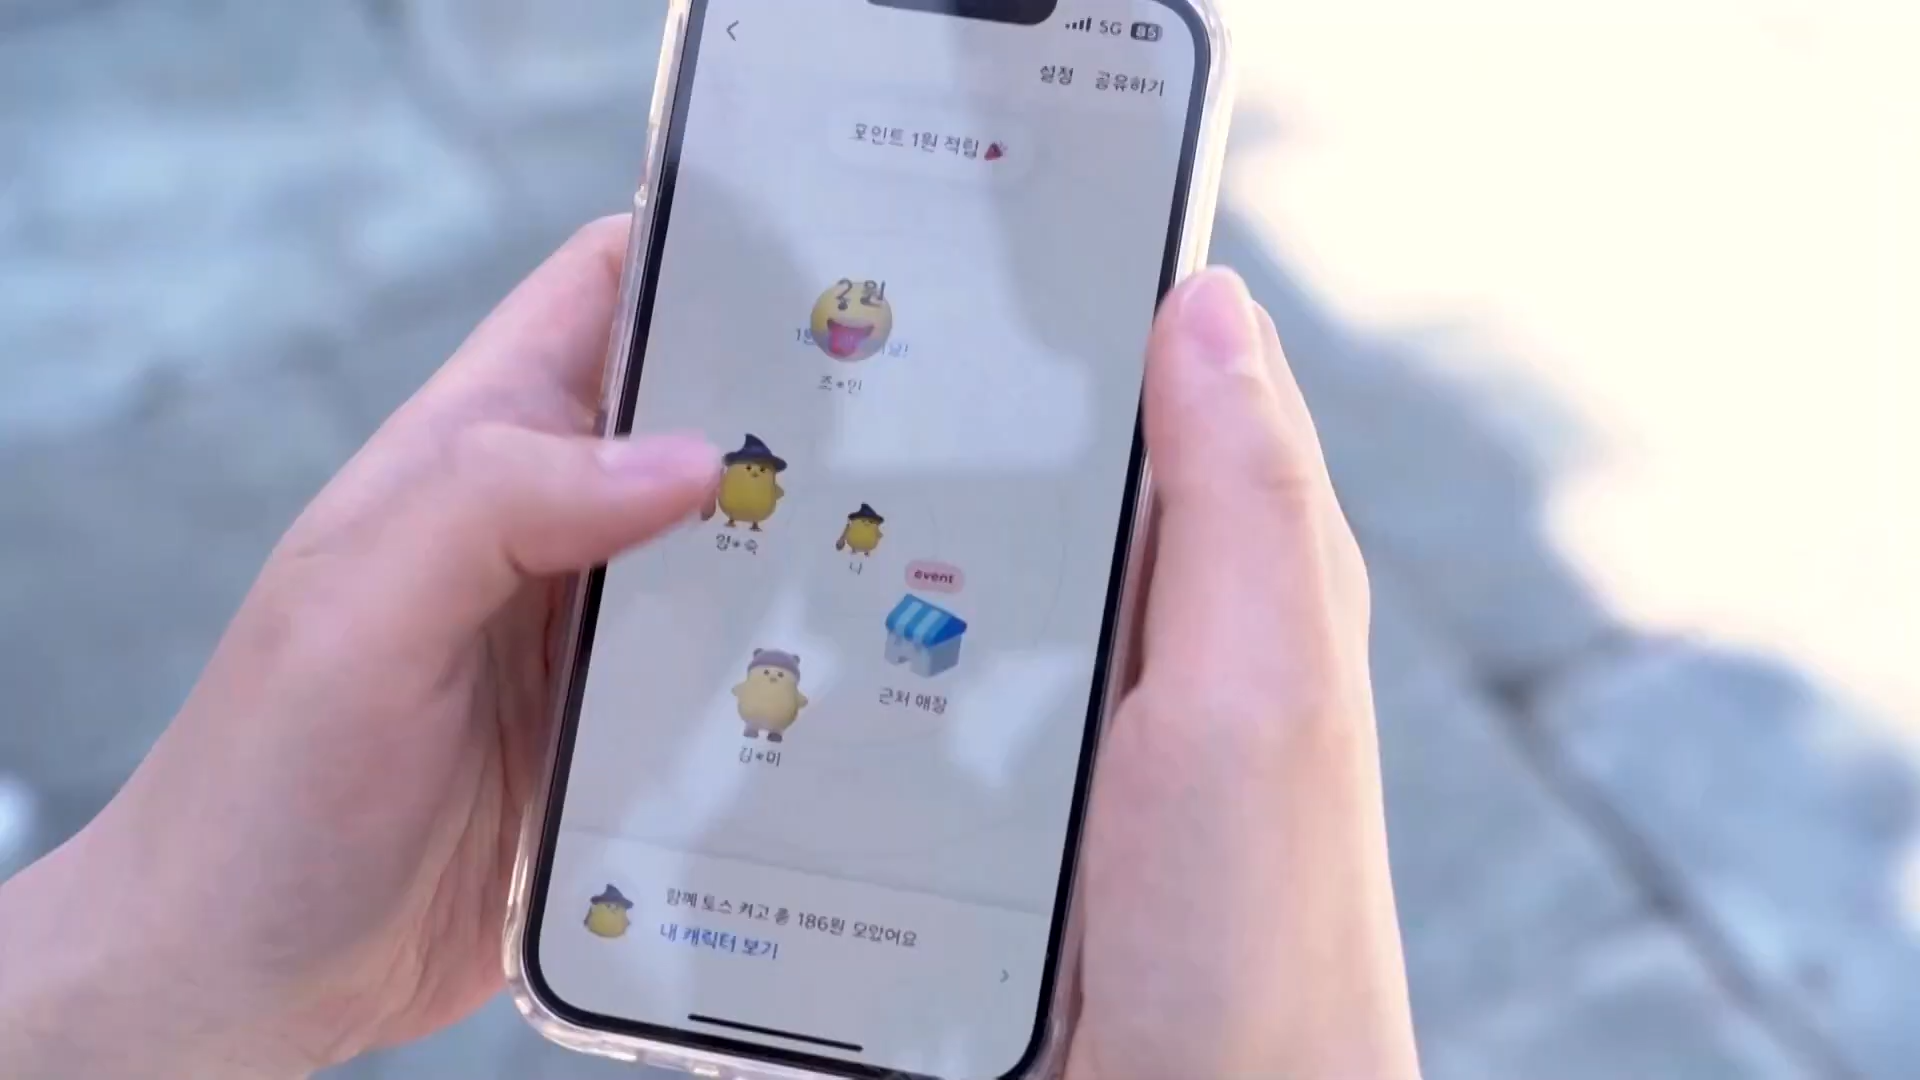 5G 85
설정 공유하기
포인트 1원 적립
조*인
양*숙
나
event
근처 매장
김*미
함께 토스 켜고 총 186원 모았어요
내 캐릭터 보기